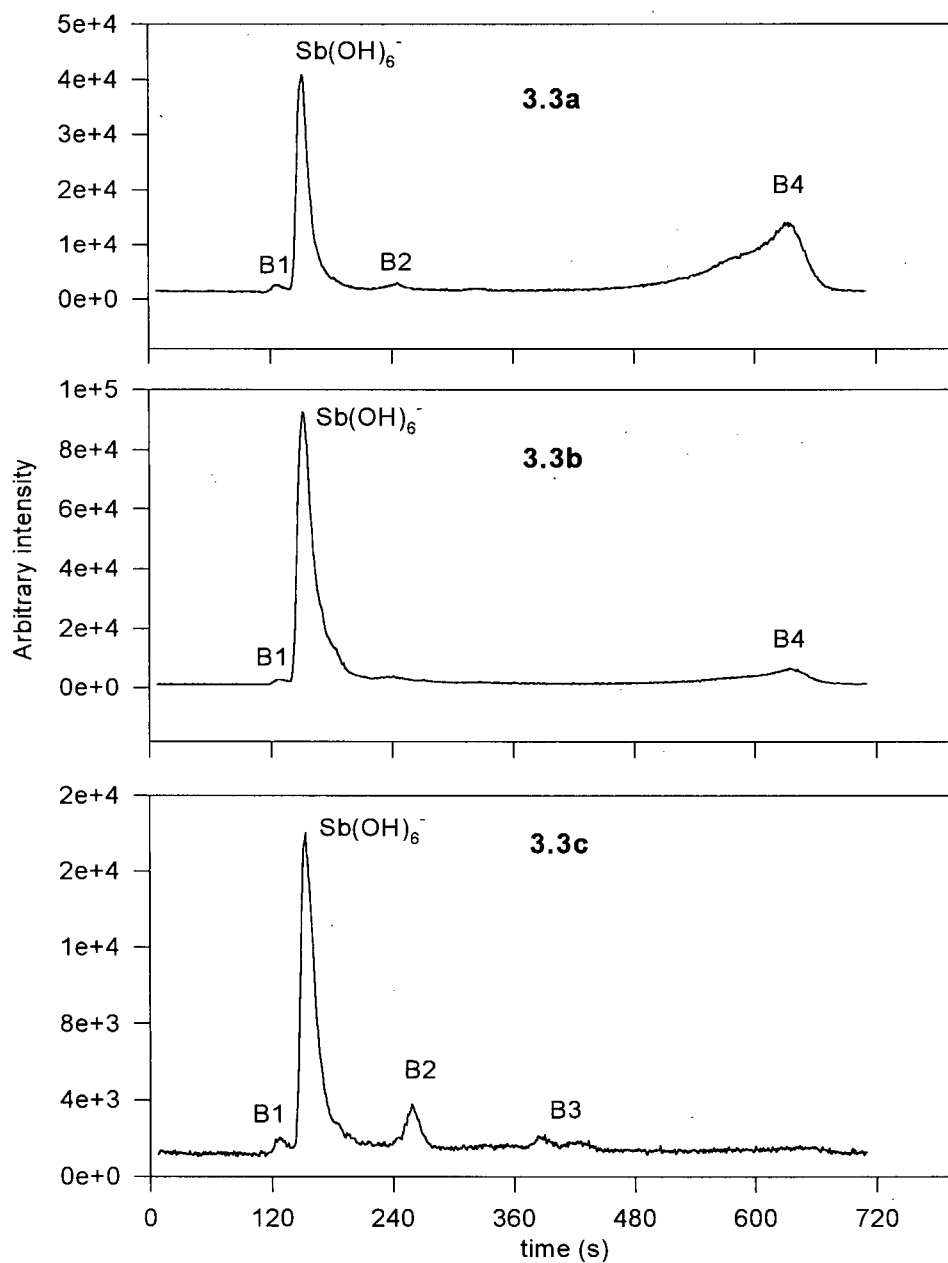 5e+4
Sb(OH)₆⁻
4e+4
3.3a
3e+4
2e+4
B4
1e+4
B1
B2
0e+0
1e+5
Sb(OH)₆⁻
8e+4
3.3b
6e+4
4e+4
2e+4
B1
B4
0e+0
Arbitrary intensity
2e+4
Sb(OH)₆⁻
3.3c
2e+4
1e+4
8e+3
B2
4e+3
B1
B3
0e+0
0 120 240 360 480 600 720
time (s)